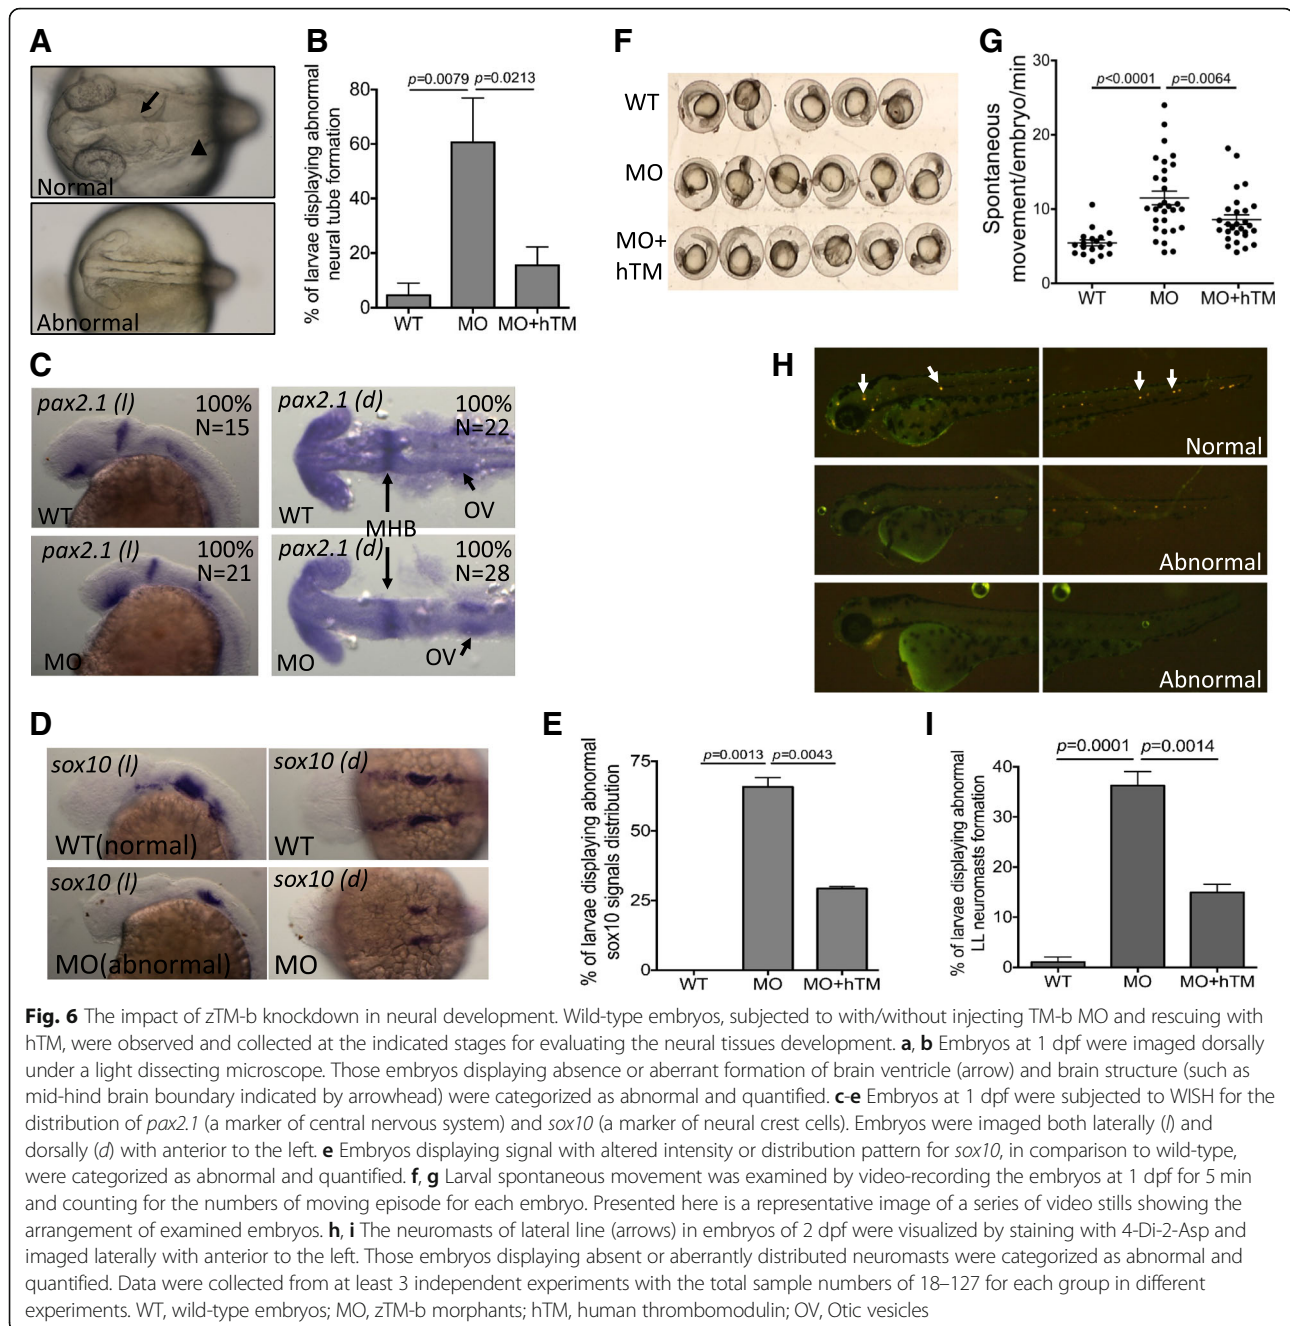 A
Normal
Abnormal
B
p=0.0079 p=0.0213
% of larvae displaying abnormal
neural tube formation
80
60
40
20
0
WT MO MO+hTM
C
pax2.1 (l) 100%
N=15
WT
pax2.1 (d) 100%
N=22
WT OV
MHB
pax2.1 (l) 100%
N=21
MO
pax2.1 (d) 100%
N=28
MO OV
D
sox10 (l)
WT(normal)
sox10 (d)
WT
sox10 (l)
MO(abnormal)
sox10 (d)
MO
E
p=0.0013 p=0.0043
% of larvae displaying abnormal
sox10 signals distribution
75
50
25
0
WT MO MO+hTM
F
WT
MO
MO+
hTM
G
p<0.0001 p=0.0064
Spontaneous
movement/embryo/min
30
20
10
0
WT MO MO+hTM
H
Normal
Abnormal
Abnormal
I
p=0.0001 p=0.0014
% of larvae displaying abnormal
LL neuromasts formation
40
30
20
10
0
WT MO MO+hTM
Fig. 6 The impact of zTM-b knockdown in neural development. Wild-type embryos, subjected to with/without injecting TM-b MO and rescuing with
hTM, were observed and collected at the indicated stages for evaluating the neural tissues development. a, b Embryos at 1 dpf were imaged dorsally
under a light dissecting microscope. Those embryos displaying absence or aberrant formation of brain ventricle (arrow) and brain structure (such as
mid-hind brain boundary indicated by arrowhead) were categorized as abnormal and quantified. c-e Embryos at 1 dpf were subjected to WISH for the
distribution of pax2.1 (a marker of central nervous system) and sox10 (a marker of neural crest cells). Embryos were imaged both laterally (l) and
dorsally (d) with anterior to the left. e Embryos displaying signal with altered intensity or distribution pattern for sox10, in comparison to wild-type,
were categorized as abnormal and quantified. f, g Larval spontaneous movement was examined by video-recording the embryos at 1 dpf for 5 min
and counting for the numbers of moving episode for each embryo. Presented here is a representative image of a series of video stills showing the
arrangement of examined embryos. h, i The neuromasts of lateral line (arrows) in embryos of 2 dpf were visualized by staining with 4-Di-2-Asp and
imaged laterally with anterior to the left. Those embryos displaying absent or aberrantly distributed neuromasts were categorized as abnormal and
quantified. Data were collected from at least 3 independent experiments with the total sample numbers of 18–127 for each group in different
experiments. WT, wild-type embryos; MO, zTM-b morphants; hTM, human thrombomodulin; OV, Otic vesicles